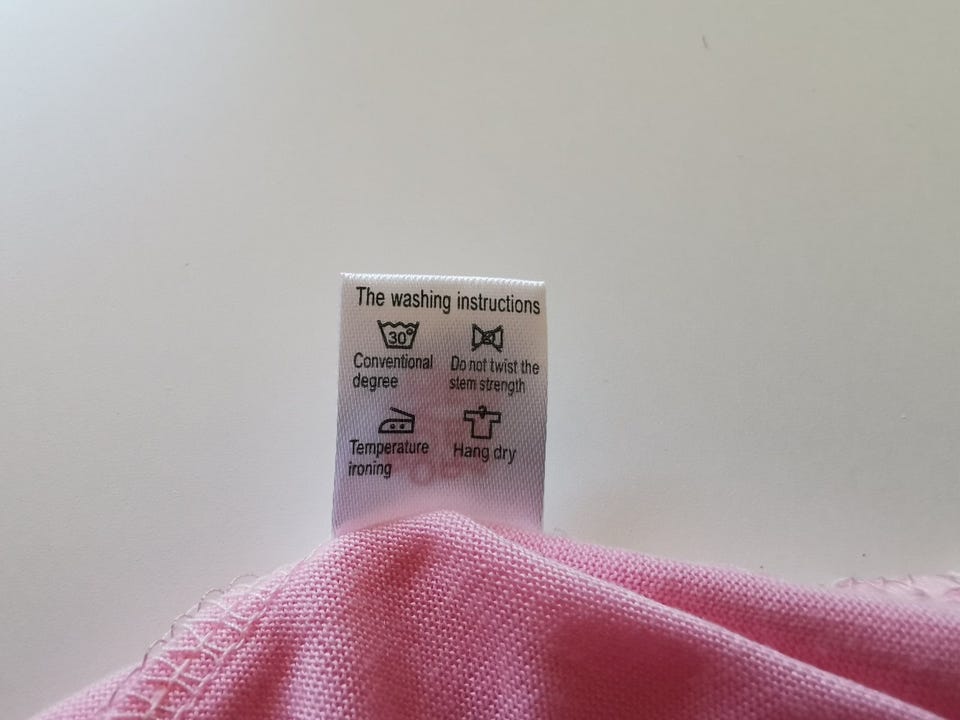 The washing instructions
30°
Conventional
degree
Do not twist the
stem strength
Temperature
ironing
Hang dry